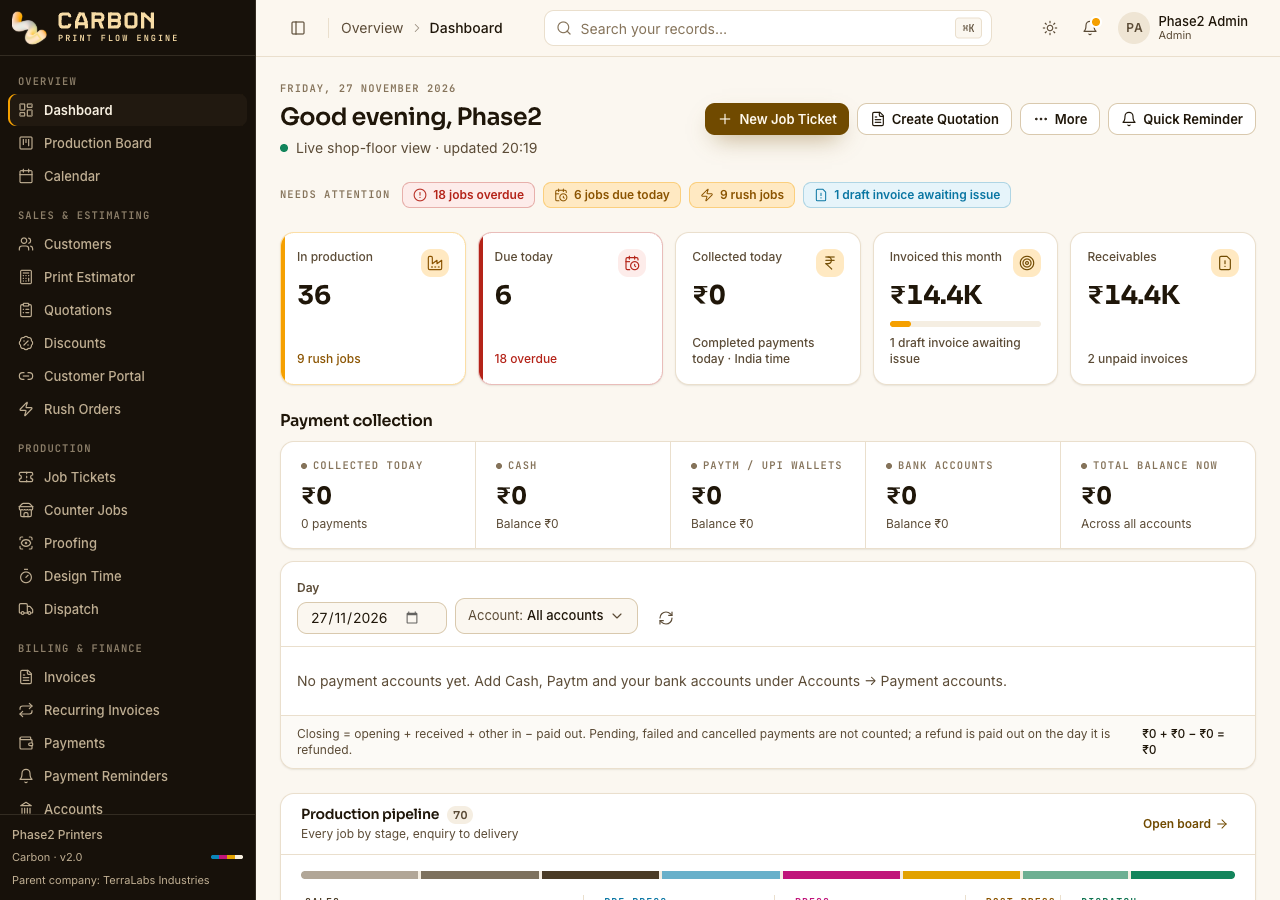 CARBON
PRINT FLOW ENGINE
OVERVIEW
Dashboard
Production Board
Calendar
SALES & ESTIMATING
Customers
Print Estimator
Quotations
Discounts
Customer Portal
Rush Orders
PRODUCTION
Job Tickets
Counter Jobs
Proofing
Design Time
Dispatch
BILLING & FINANCE
Invoices
Recurring Invoices
Payments
Payment Reminders
Accounts
Phase2 Printers
Carbon · v2.0
Parent company: TerraLabs Industries
Overview > Dashboard
Search your records...
⌘K
PA
Phase2 Admin
Admin
FRIDAY, 27 NOVEMBER 2026
Good evening, Phase2
Live shop-floor view · updated 20:19
New Job Ticket
Create Quotation
More
Quick Reminder
NEEDS ATTENTION
18 jobs overdue
6 jobs due today
9 rush jobs
1 draft invoice awaiting issue
In production
36
9 rush jobs
Due today
6
18 overdue
Collected today
₹0
Completed payments
today · India time
Invoiced this month
₹14.4K
1 draft invoice awaiting
issue
Receivables
₹14.4K
2 unpaid invoices
Payment collection
COLLECTED TODAY
₹0
0 payments
CASH
₹0
Balance ₹0
PAYTM / UPI WALLETS
₹0
Balance ₹0
BANK ACCOUNTS
₹0
Balance ₹0
TOTAL BALANCE NOW
₹0
Across all accounts
Day
27/11/2026
Account: All accounts
No payment accounts yet. Add Cash, Paytm and your bank accounts under Accounts → Payment accounts.
Closing = opening + received + other in − paid out. Pending, failed and cancelled payments are not counted; a refund is paid out on the day it is
refunded.
₹0 + ₹0 − ₹0 =
₹0
Production pipeline 70
Every job by stage, enquiry to delivery
Open board →